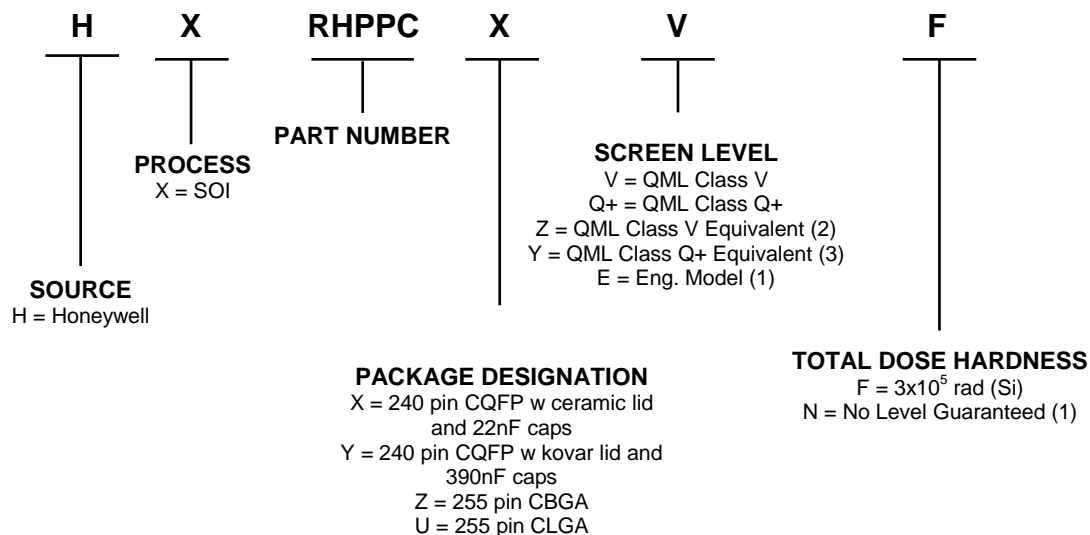 H X RHPPC X V F
PART NUMBER
PROCESS
X = SOI
SCREEN LEVEL
V = QML Class V
Q+ = QML Class Q+
Z = QML Class V Equivalent (2)
Y = QML Class Q+ Equivalent (3)
E = Eng. Model (1)
SOURCE
H = Honeywell
TOTAL DOSE HARDNESS
F = 3x10⁵ rad (Si)
N = No Level Guaranteed (1)
PACKAGE DESIGNATION
X = 240 pin CQFP w ceramic lid
and 22nF caps
Y = 240 pin CQFP w kovar lid and
390nF caps
Z = 255 pin CBGA
U = 255 pin CLGA